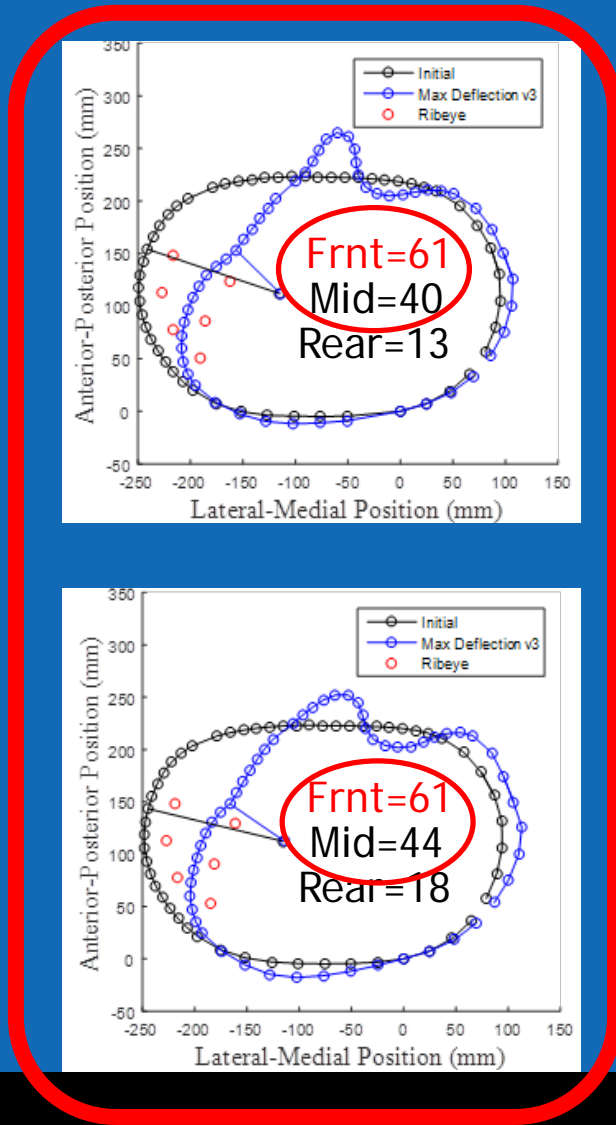 350
300
250
200
150
100
50
0
-50
Anterior-Posterior Position (mm)
Initial
Max Deflection v3
Ribeye
Frnt=61
Mid=40
Rear=13
-250 -200 -150 -100 -50 0 50 100 150
Lateral-Medial Position (mm)
350
300
250
200
150
100
50
0
-50
Anterior-Posterior Position (mm)
Initial
Max Deflection v3
Ribeye
Frnt=61
Mid=44
Rear=18
-250 -200 -150 -100 -50 0 50 100 150
Lateral-Medial Position (mm)